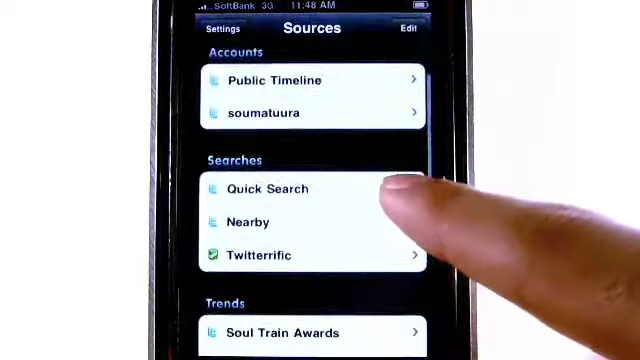 SoftBank 3G 11:48 AM
Settings Sources Edit
Accounts
Public Timeline
soumatuura
Searches
Quick Search
Nearby
Twitterrific
Trends
Soul Train Awards